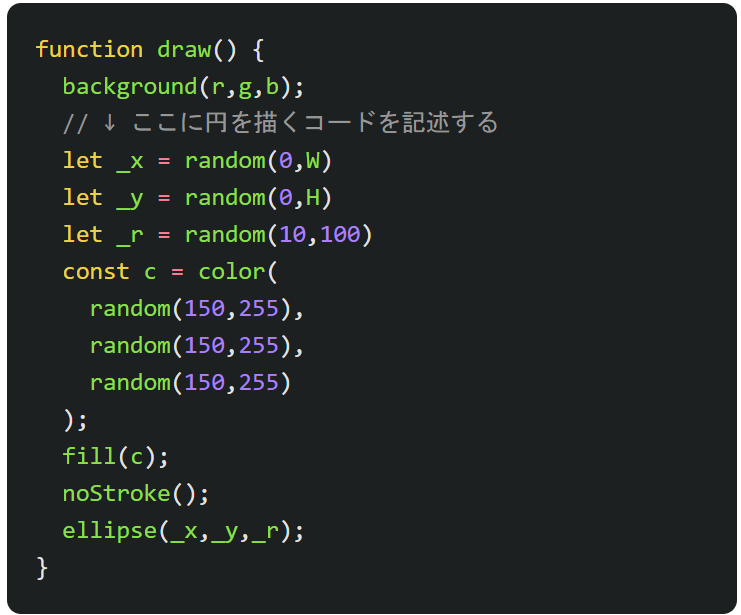 function draw() {
  background(r,g,b);
  // ↓ ここに円を描くコードを記述する
  let _x = random(0,W)
  let _y = random(0,H)
  let _r = random(10,100)
  const c = color(
    random(150,255),
    random(150,255),
    random(150,255)
  );
  fill(c);
  noStroke();
  ellipse(_x,_y,_r);
}